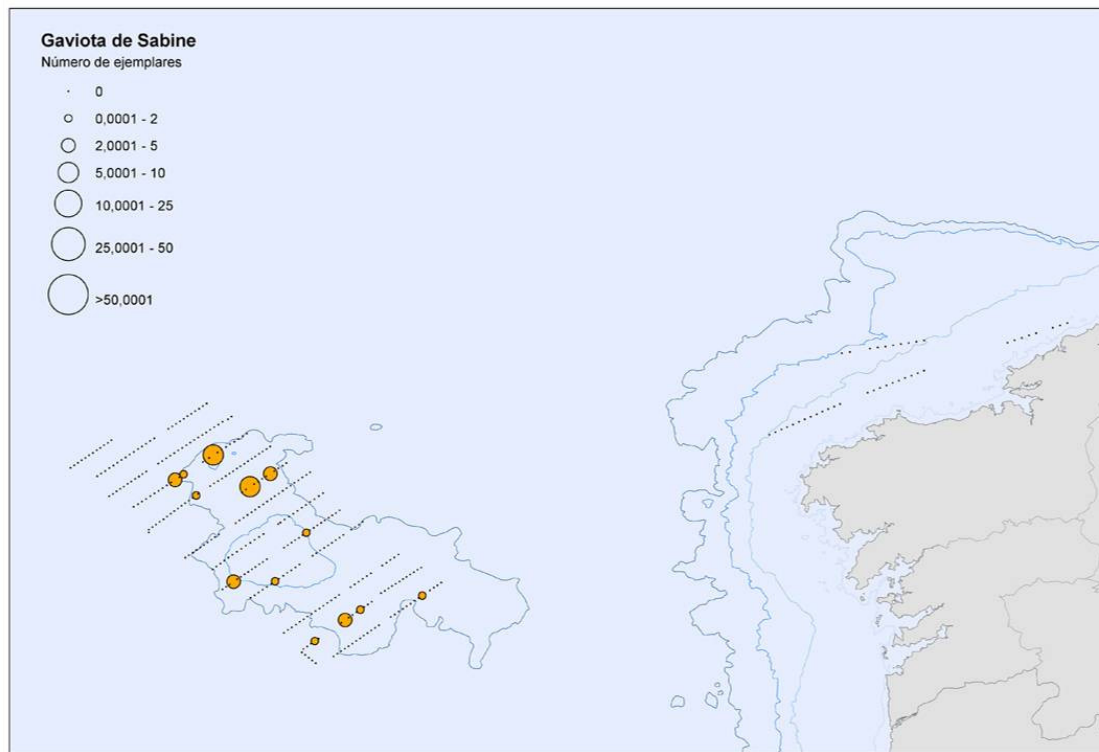 Gaviota de Sabine
Número de ejemplares
0
0,0001 - 2
2,0001 - 5
5,0001 - 10
10,0001 - 25
25,0001 - 50
>50,0001